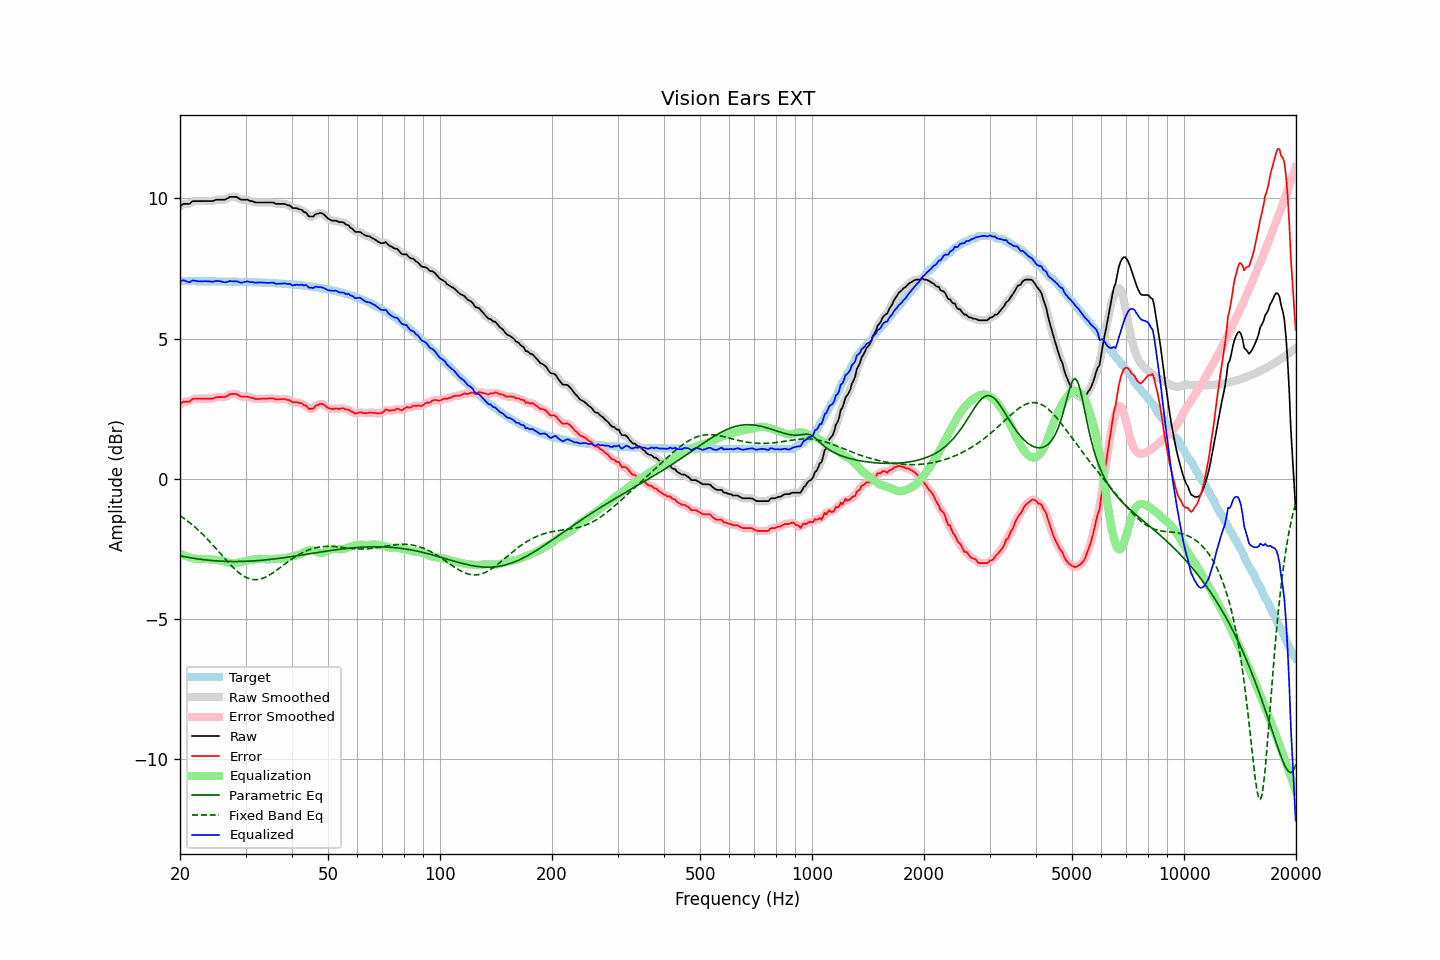 Vision Ears EXT
Amplitude (dBr)
10
5
0
−5
−10
Target
Raw Smoothed
Error Smoothed
Raw
Error
Equalization
Parametric Eq
Fixed Band Eq
Equalized
20 50 100 200 500 1000 2000 5000 10000 20000
Frequency (Hz)